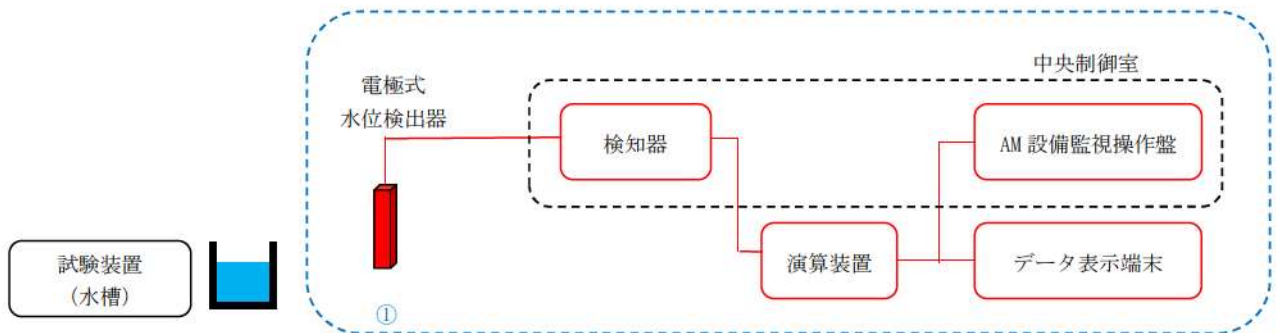 中央制御室
電極式
水位検出器
検知器
AM設備監視操作盤
試験装置
(水槽)
演算装置
データ表示端末
①